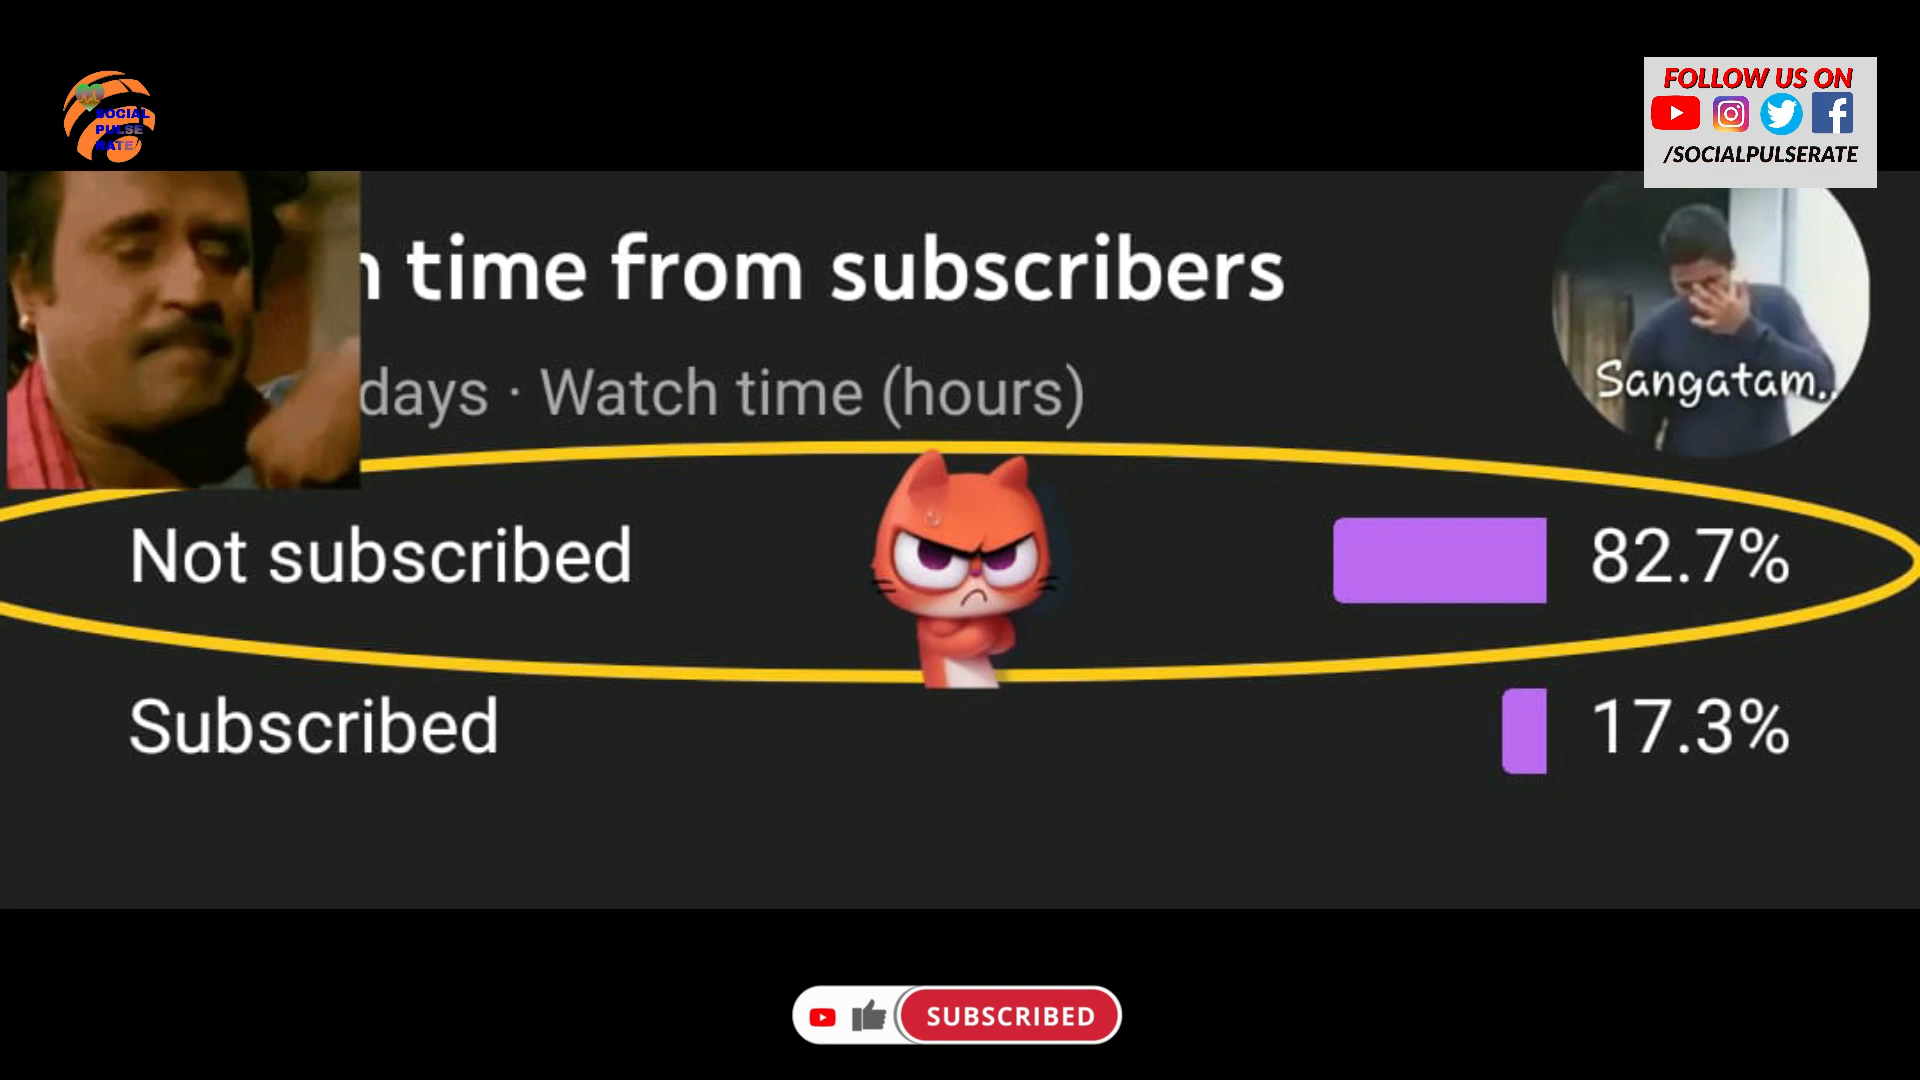 SOCIAL
PULSE
RATE
FOLLOW US ON
/SOCIALPULSERATE
time from subscribers
days · Watch time (hours)
Sangatam..
Not subscribed
82.7%
Subscribed
17.3%
SUBSCRIBED